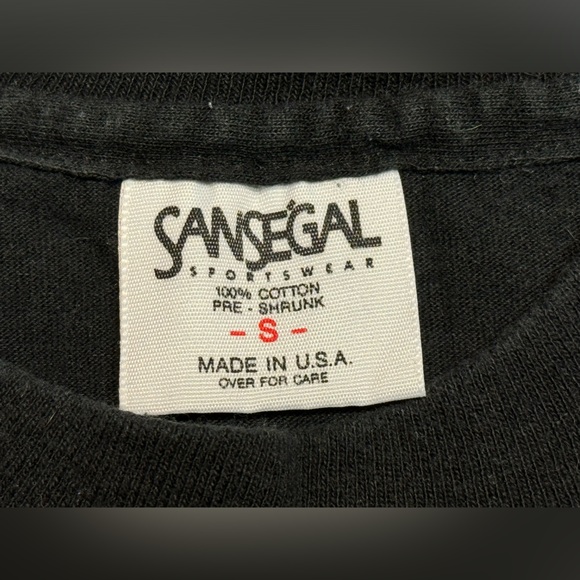 SANSEGAL
SPORTSWEAR
100% COTTON
PRE - SHRUNK
- S -
MADE IN U.S.A.
OVER FOR CARE